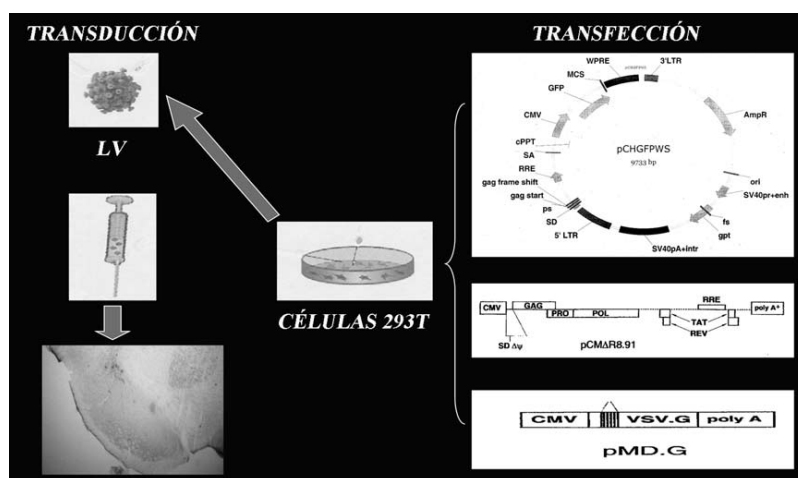 TRANSDUCCIÓN
LV
CÉLULAS 293T
TRANSFECCIÓN
WPRE
pCHGFPWS
3'LTR
MCS
GFP
CMV
cPPT
SA
RRE
gag frame shift
gag start
ps
SD
5' LTR
SV40pA+intr
gpt
fs
SV40pr+enh
ori
AmpR
pCHGFPWS
9733 bp
CMV
GAG
PRO
POL
RRE
TAT
REV
poly A+
SD Δψ
pCMΔR8.91
CMV
VSV.G
poly A
pMD.G